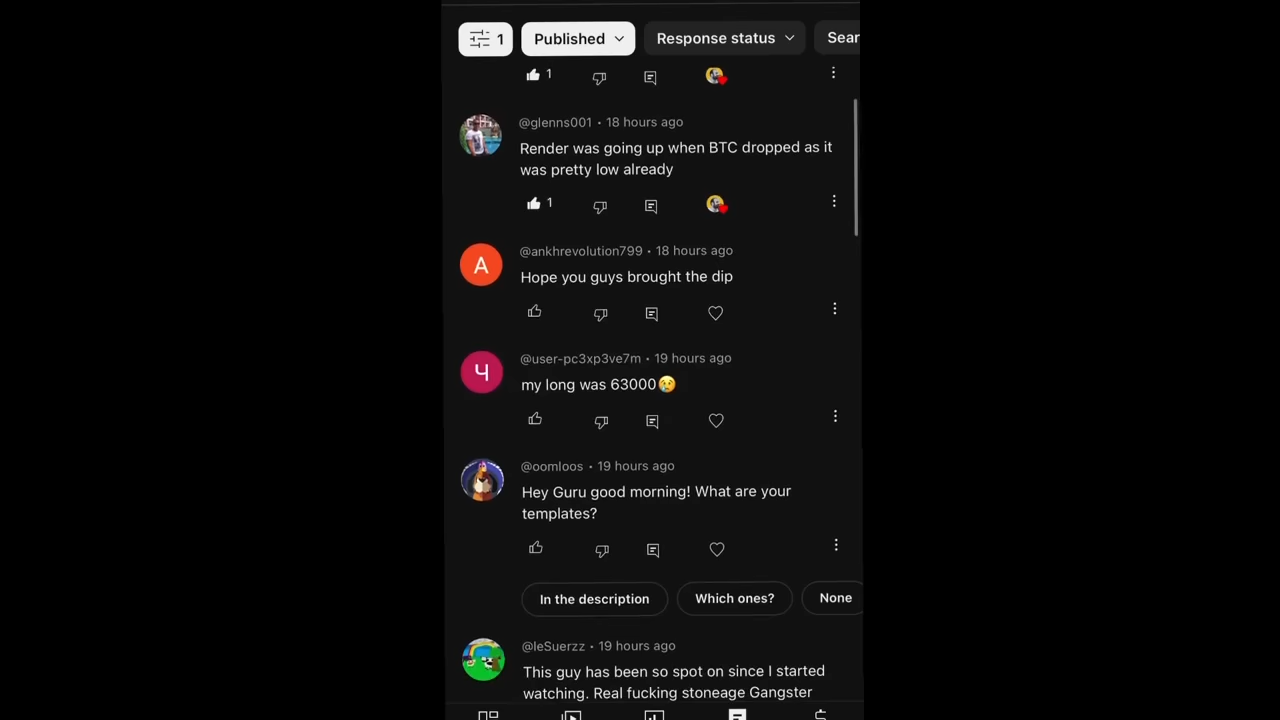 1 Published Response status Sear
1
@glenns001 • 18 hours ago
Render was going up when BTC dropped as it
was pretty low already
1
A
@ankhrevolution799 • 18 hours ago
Hope you guys brought the dip
Ч
@user-pc3xp3ve7m • 19 hours ago
my long was 63000😢
@oomloos • 19 hours ago
Hey Guru good morning! What are your
templates?
In the description Which ones? None
@leSuerzz • 19 hours ago
This guy has been so spot on since I started
watching. Real fucking stoneage Gangster